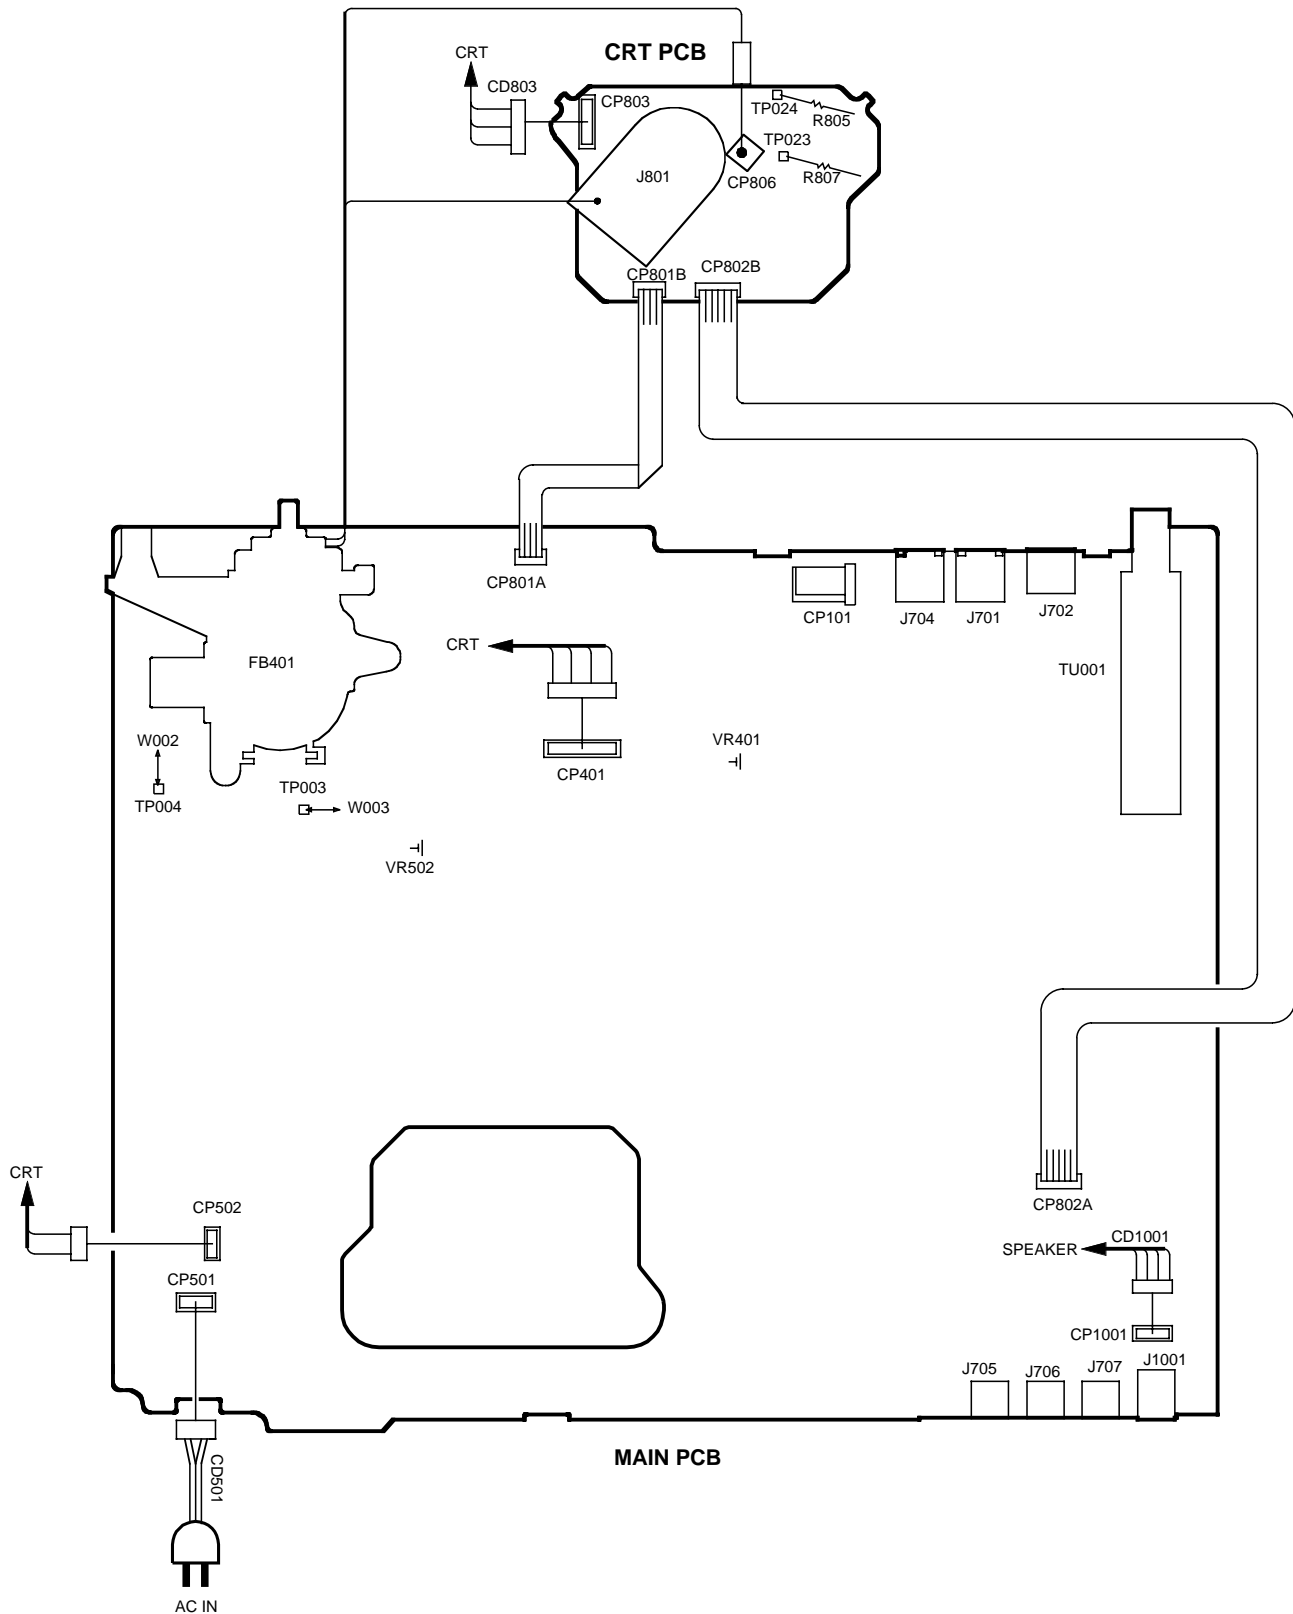 CRT PCB
CRT
CD803
CP803
TP024
R805
TP023
R807
J801
CP806
CP801B
CP802B
CP801A
CP101
J704
J701
J702
CRT
FB401
TU001
W002
VR401
CP401
TP003
TP004
W003
VR502
CRT
CP502
CP802A
CD1001
SPEAKER
CP501
CP1001
J705
J706
J707
J1001
MAIN PCB
CD501
AC IN